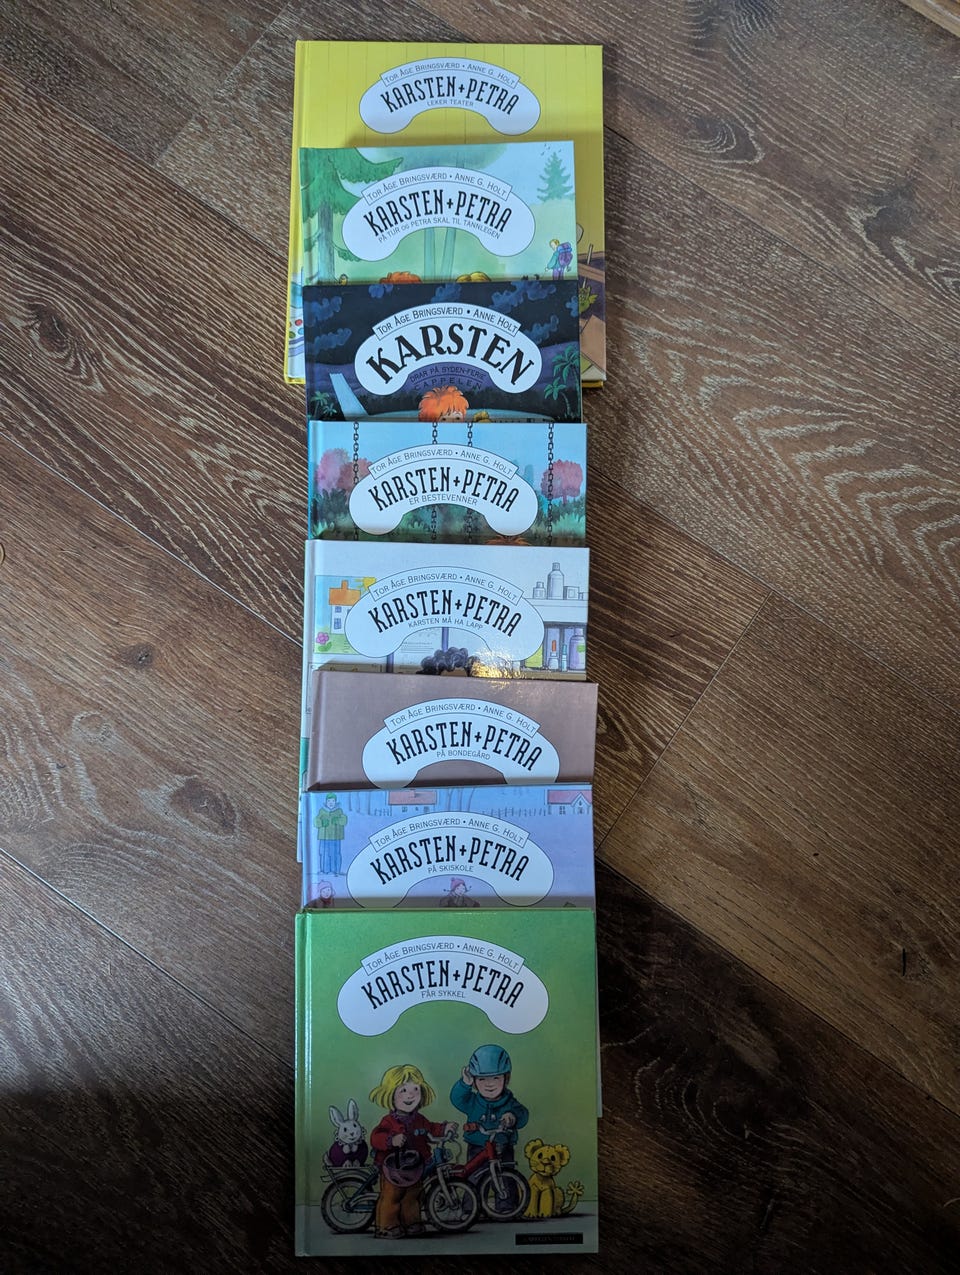 TOR ÅGE BRINGSVÆRD • ANNE G. HOLT
KARSTEN+PETRA
LEKER TEATER
TOR ÅGE BRINGSVÆRD • ANNE G. HOLT
KARSTEN+PETRA
PÅ TUR OG PETRA SKAL TIL TANNLEGEN
TOR ÅGE BRINGSVÆRD • ANNE HOLT
KARSTEN
DRAR PÅ SYDEN-FERIE
CAPPELEN
TOR ÅGE BRINGSVÆRD • ANNE G. HOLT
KARSTEN+PETRA
ER BESTEVENNER
TOR ÅGE BRINGSVÆRD • ANNE G. HOLT
KARSTEN+PETRA
KARSTEN MÅ HA LAPP
TOR ÅGE BRINGSVÆRD • ANNE G. HOLT
KARSTEN+PETRA
PÅ BONDEGÅRD
TOR ÅGE BRINGSVÆRD • ANNE G. HOLT
KARSTEN+PETRA
PÅ SKISKOLE
TOR ÅGE BRINGSVÆRD • ANNE G. HOLT
KARSTEN+PETRA
FÅR SYKKEL